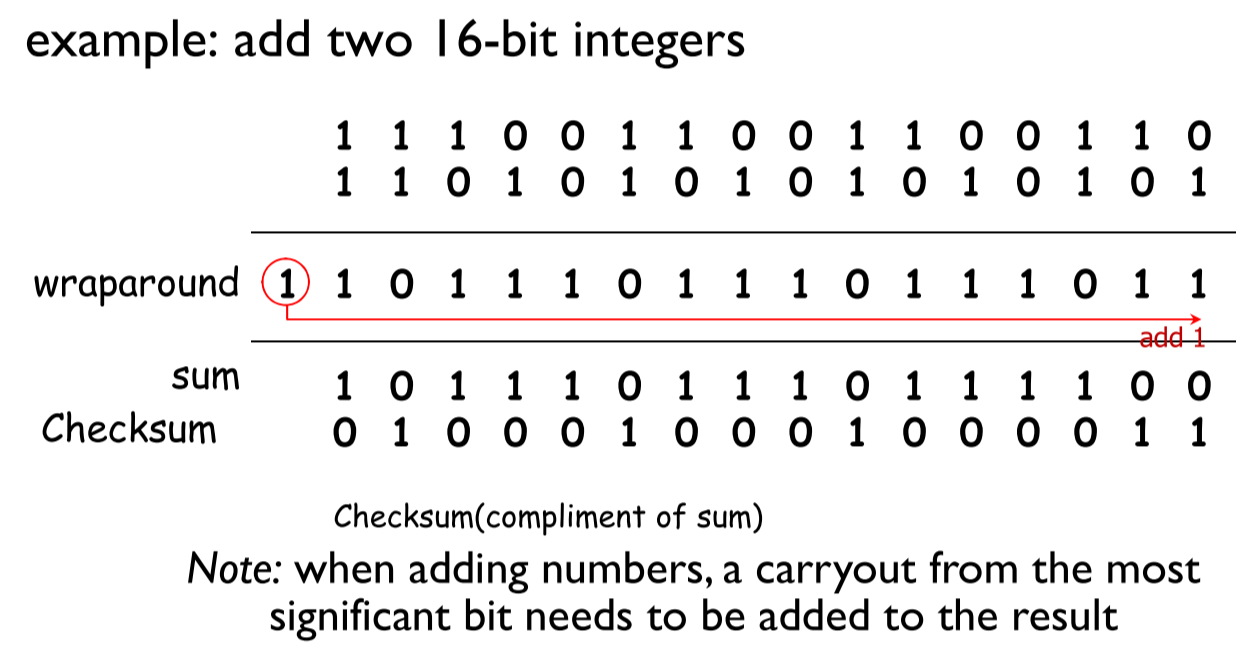 example: add two 16-bit integers
1 1 1 0 0 1 1 0 0 1 1 0 0 1 1 0
1 1 0 1 0 1 0 1 0 1 0 1 0 1 0 1
wraparound 1 1 0 1 1 1 0 1 1 1 0 1 1 1 0 1 1
add 1
sum 1 0 1 1 1 0 1 1 1 0 1 1 1 1 0 0
Checksum 0 1 0 0 0 1 0 0 0 1 0 0 0 0 1 1
Checksum(compliment of sum)
Note: when adding numbers, a carryout from the most
significant bit needs to be added to the result